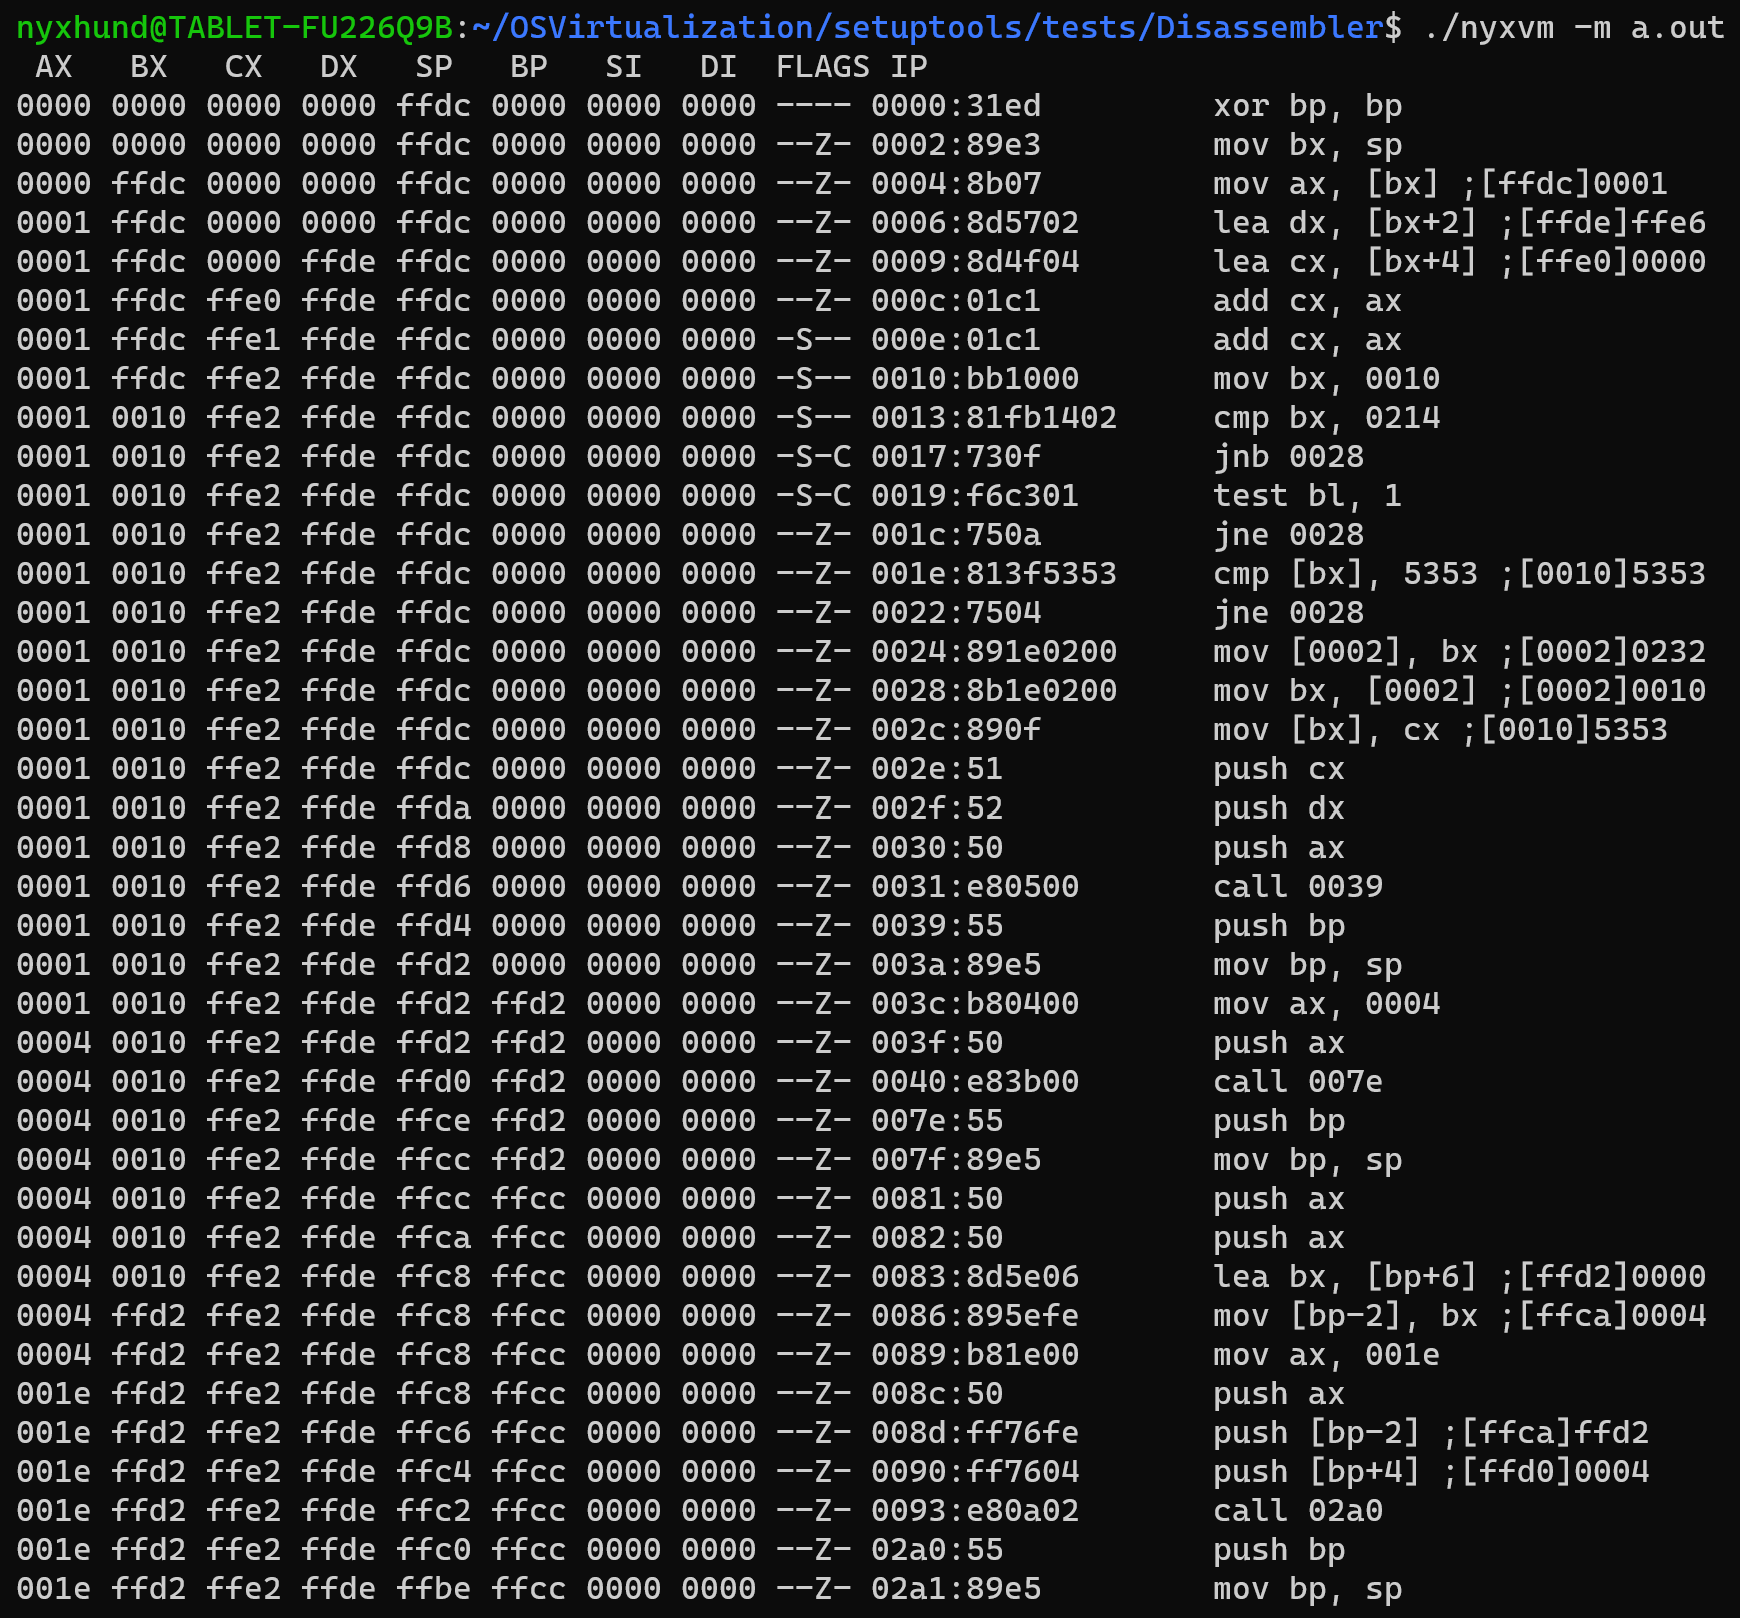 nyxhund@TABLET-FU226Q9B:~/OSVirtualization/setuptools/tests/Disassembler$ ./nyxvm -m a.out
 AX   BX   CX   DX   SP   BP   SI   DI  FLAGS IP
0000 0000 0000 0000 ffdc 0000 0000 0000 ---- 0000:31ed         xor bp, bp
0000 0000 0000 0000 ffdc 0000 0000 0000 --Z- 0002:89e3         mov bx, sp
0000 ffdc 0000 0000 ffdc 0000 0000 0000 --Z- 0004:8b07         mov ax, [bx] ;[ffdc]0001
0001 ffdc 0000 0000 ffdc 0000 0000 0000 --Z- 0006:8d5702       lea dx, [bx+2] ;[ffde]ffe6
0001 ffdc 0000 ffde ffdc 0000 0000 0000 --Z- 0009:8d4f04       lea cx, [bx+4] ;[ffe0]0000
0001 ffdc ffe0 ffde ffdc 0000 0000 0000 --Z- 000c:01c1         add cx, ax
0001 ffdc ffe1 ffde ffdc 0000 0000 0000 -S-- 000e:01c1         add cx, ax
0001 ffdc ffe2 ffde ffdc 0000 0000 0000 -S-- 0010:bb1000       mov bx, 0010
0001 0010 ffe2 ffde ffdc 0000 0000 0000 -S-- 0013:81fb1402     cmp bx, 0214
0001 0010 ffe2 ffde ffdc 0000 0000 0000 -S-C 0017:730f         jnb 0028
0001 0010 ffe2 ffde ffdc 0000 0000 0000 -S-C 0019:f6c301       test bl, 1
0001 0010 ffe2 ffde ffdc 0000 0000 0000 --Z- 001c:750a         jne 0028
0001 0010 ffe2 ffde ffdc 0000 0000 0000 --Z- 001e:813f5353     cmp [bx], 5353 ;[0010]5353
0001 0010 ffe2 ffde ffdc 0000 0000 0000 --Z- 0022:7504         jne 0028
0001 0010 ffe2 ffde ffdc 0000 0000 0000 --Z- 0024:891e0200     mov [0002], bx ;[0002]0232
0001 0010 ffe2 ffde ffdc 0000 0000 0000 --Z- 0028:8b1e0200     mov bx, [0002] ;[0002]0010
0001 0010 ffe2 ffde ffdc 0000 0000 0000 --Z- 002c:890f         mov [bx], cx ;[0010]5353
0001 0010 ffe2 ffde ffdc 0000 0000 0000 --Z- 002e:51           push cx
0001 0010 ffe2 ffde ffda 0000 0000 0000 --Z- 002f:52           push dx
0001 0010 ffe2 ffde ffd8 0000 0000 0000 --Z- 0030:50           push ax
0001 0010 ffe2 ffde ffd6 0000 0000 0000 --Z- 0031:e80500       call 0039
0001 0010 ffe2 ffde ffd4 0000 0000 0000 --Z- 0039:55           push bp
0001 0010 ffe2 ffde ffd2 0000 0000 0000 --Z- 003a:89e5         mov bp, sp
0001 0010 ffe2 ffde ffd2 ffd2 0000 0000 --Z- 003c:b80400       mov ax, 0004
0004 0010 ffe2 ffde ffd2 ffd2 0000 0000 --Z- 003f:50           push ax
0004 0010 ffe2 ffde ffd0 ffd2 0000 0000 --Z- 0040:e83b00       call 007e
0004 0010 ffe2 ffde ffce ffd2 0000 0000 --Z- 007e:55           push bp
0004 0010 ffe2 ffde ffcc ffd2 0000 0000 --Z- 007f:89e5         mov bp, sp
0004 0010 ffe2 ffde ffcc ffcc 0000 0000 --Z- 0081:50           push ax
0004 0010 ffe2 ffde ffca ffcc 0000 0000 --Z- 0082:50           push ax
0004 0010 ffe2 ffde ffc8 ffcc 0000 0000 --Z- 0083:8d5e06       lea bx, [bp+6] ;[ffd2]0000
0004 ffd2 ffe2 ffde ffc8 ffcc 0000 0000 --Z- 0086:895efe       mov [bp-2], bx ;[ffca]0004
0004 ffd2 ffe2 ffde ffc8 ffcc 0000 0000 --Z- 0089:b81e00       mov ax, 001e
001e ffd2 ffe2 ffde ffc8 ffcc 0000 0000 --Z- 008c:50           push ax
001e ffd2 ffe2 ffde ffc6 ffcc 0000 0000 --Z- 008d:ff76fe       push [bp-2] ;[ffca]ffd2
001e ffd2 ffe2 ffde ffc4 ffcc 0000 0000 --Z- 0090:ff7604       push [bp+4] ;[ffd0]0004
001e ffd2 ffe2 ffde ffc2 ffcc 0000 0000 --Z- 0093:e80a02       call 02a0
001e ffd2 ffe2 ffde ffc0 ffcc 0000 0000 --Z- 02a0:55           push bp
001e ffd2 ffe2 ffde ffbe ffcc 0000 0000 --Z- 02a1:89e5         mov bp, sp